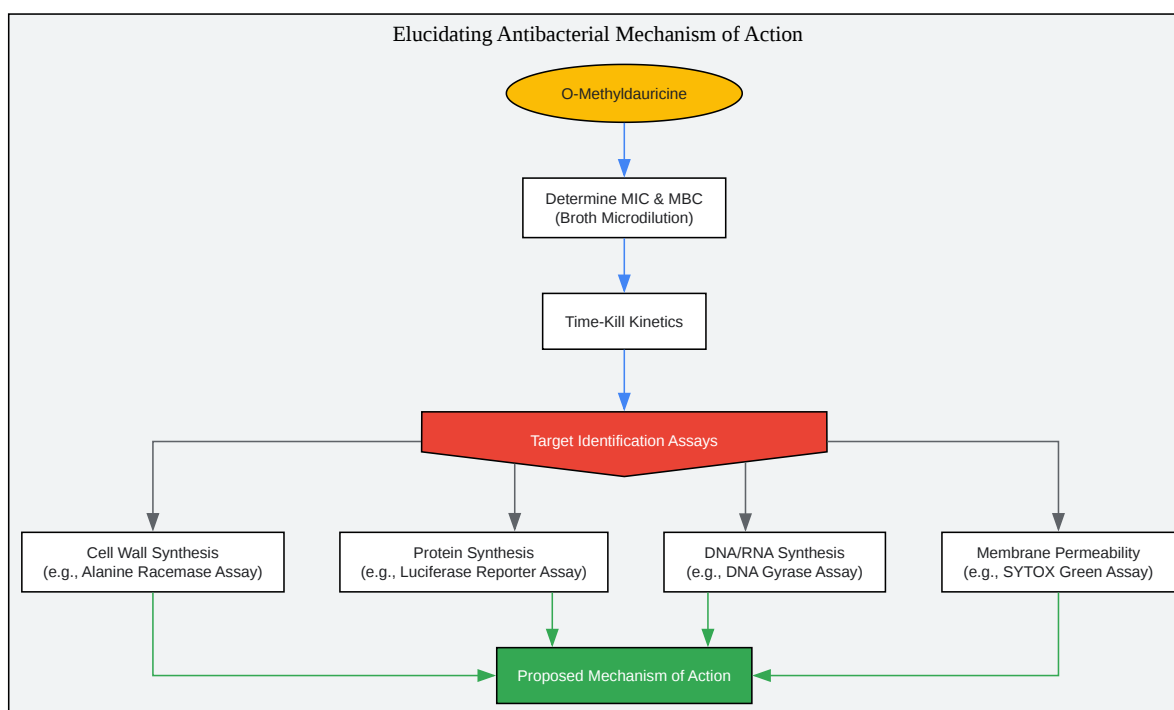 Elucidating Antibacterial Mechanism of Action
O-Methyldauricine
Determine MIC & MBC
(Broth Microdilution)
Time-Kill Kinetics
Target Identification Assays
Cell Wall Synthesis
(e.g., Alanine Racemase Assay)
Protein Synthesis
(e.g., Luciferase Reporter Assay)
DNA/RNA Synthesis
(e.g., DNA Gyrase Assay)
Membrane Permeability
(e.g., SYTOX Green Assay)
Proposed Mechanism of Action